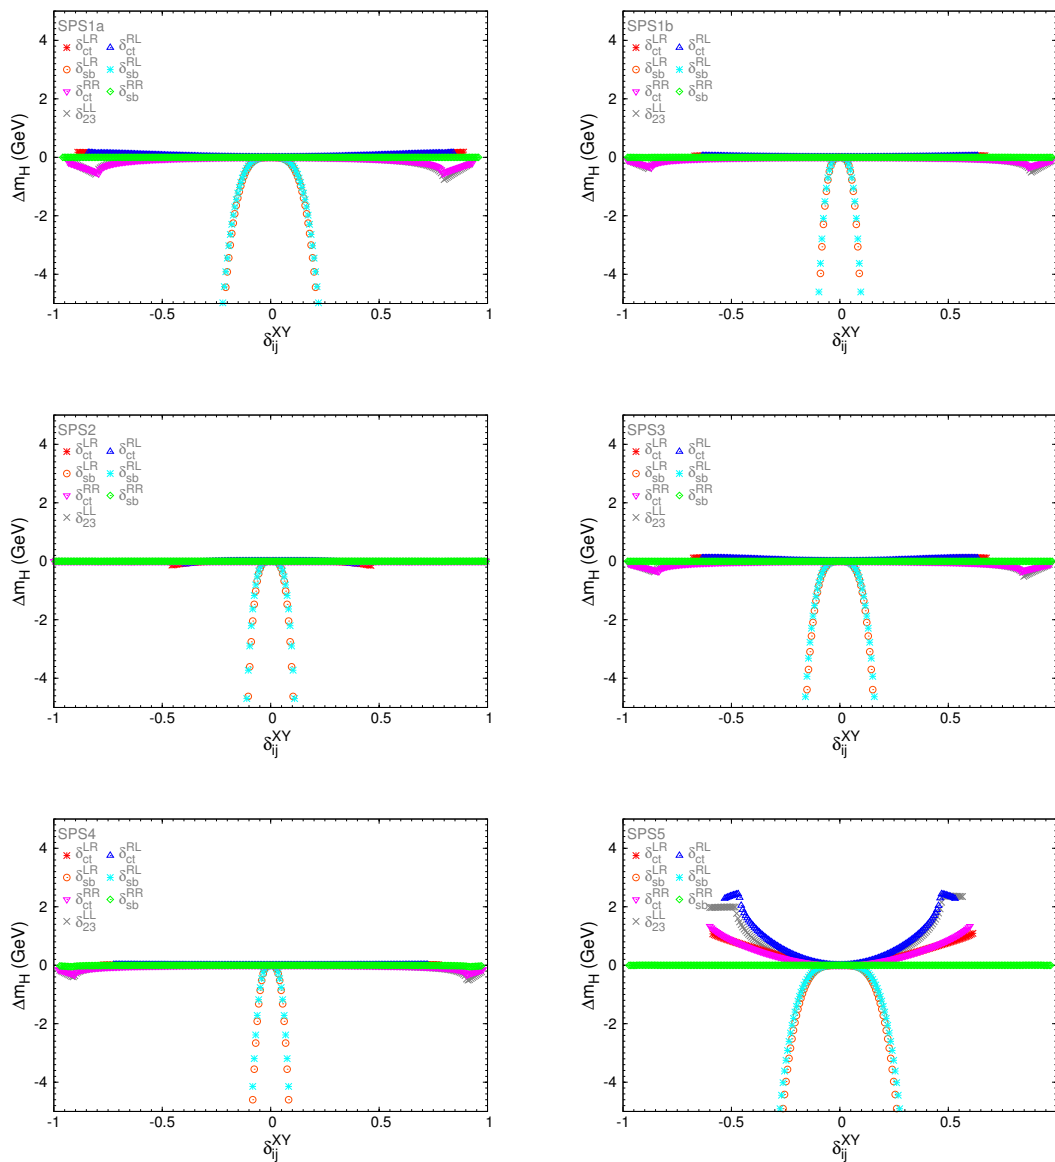 SPS1a
δ_ct^LR δ_ct^RL
δ_sb^LR δ_sb^RL
δ_ct^RR δ_sb^RR
δ_23^LL
Δm_H (GeV)
4
2
0
-2
-4
-1 -0.5 0 0.5 1
δ_ij^XY
SPS1b
δ_ct^LR δ_ct^RL
δ_sb^LR δ_sb^RL
δ_ct^RR δ_sb^RR
δ_23^LL
Δm_H (GeV)
4
2
0
-2
-4
-1 -0.5 0 0.5
δ_ij^XY
SPS2
δ_ct^LR δ_ct^RL
δ_sb^LR δ_sb^RL
δ_ct^RR δ_sb^RR
δ_23^LL
Δm_H (GeV)
4
2
0
-2
-4
-1 -0.5 0 0.5 1
δ_ij^XY
SPS3
δ_ct^LR δ_ct^RL
δ_sb^LR δ_sb^RL
δ_ct^RR δ_sb^RR
δ_23^LL
Δm_H (GeV)
4
2
0
-2
-4
-1 -0.5 0 0.5
δ_ij^XY
SPS4
δ_ct^LR δ_ct^RL
δ_sb^LR δ_sb^RL
δ_ct^RR δ_sb^RR
δ_23^LL
Δm_H (GeV)
4
2
0
-2
-4
-1 -0.5 0 0.5 1
δ_ij^XY
SPS5
δ_ct^LR δ_ct^RL
δ_sb^LR δ_sb^RL
δ_ct^RR δ_sb^RR
δ_23^LL
Δm_H (GeV)
4
2
0
-2
-4
-1 -0.5 0 0.5
δ_ij^XY